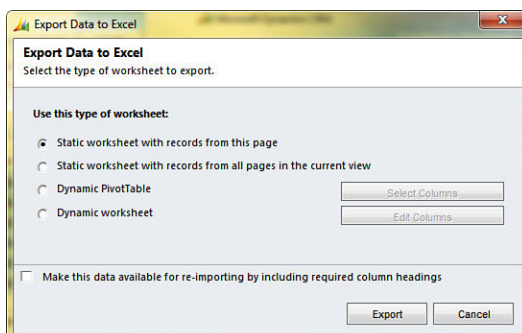 Export Data to Excel
Export Data to Excel
Select the type of worksheet to export.
Use this type of worksheet:
Static worksheet with records from this page
Static worksheet with records from all pages in the current view
Dynamic PivotTable
Select Columns
Dynamic worksheet
Edit Columns
Make this data available for re-importing by including required column headings
Export
Cancel